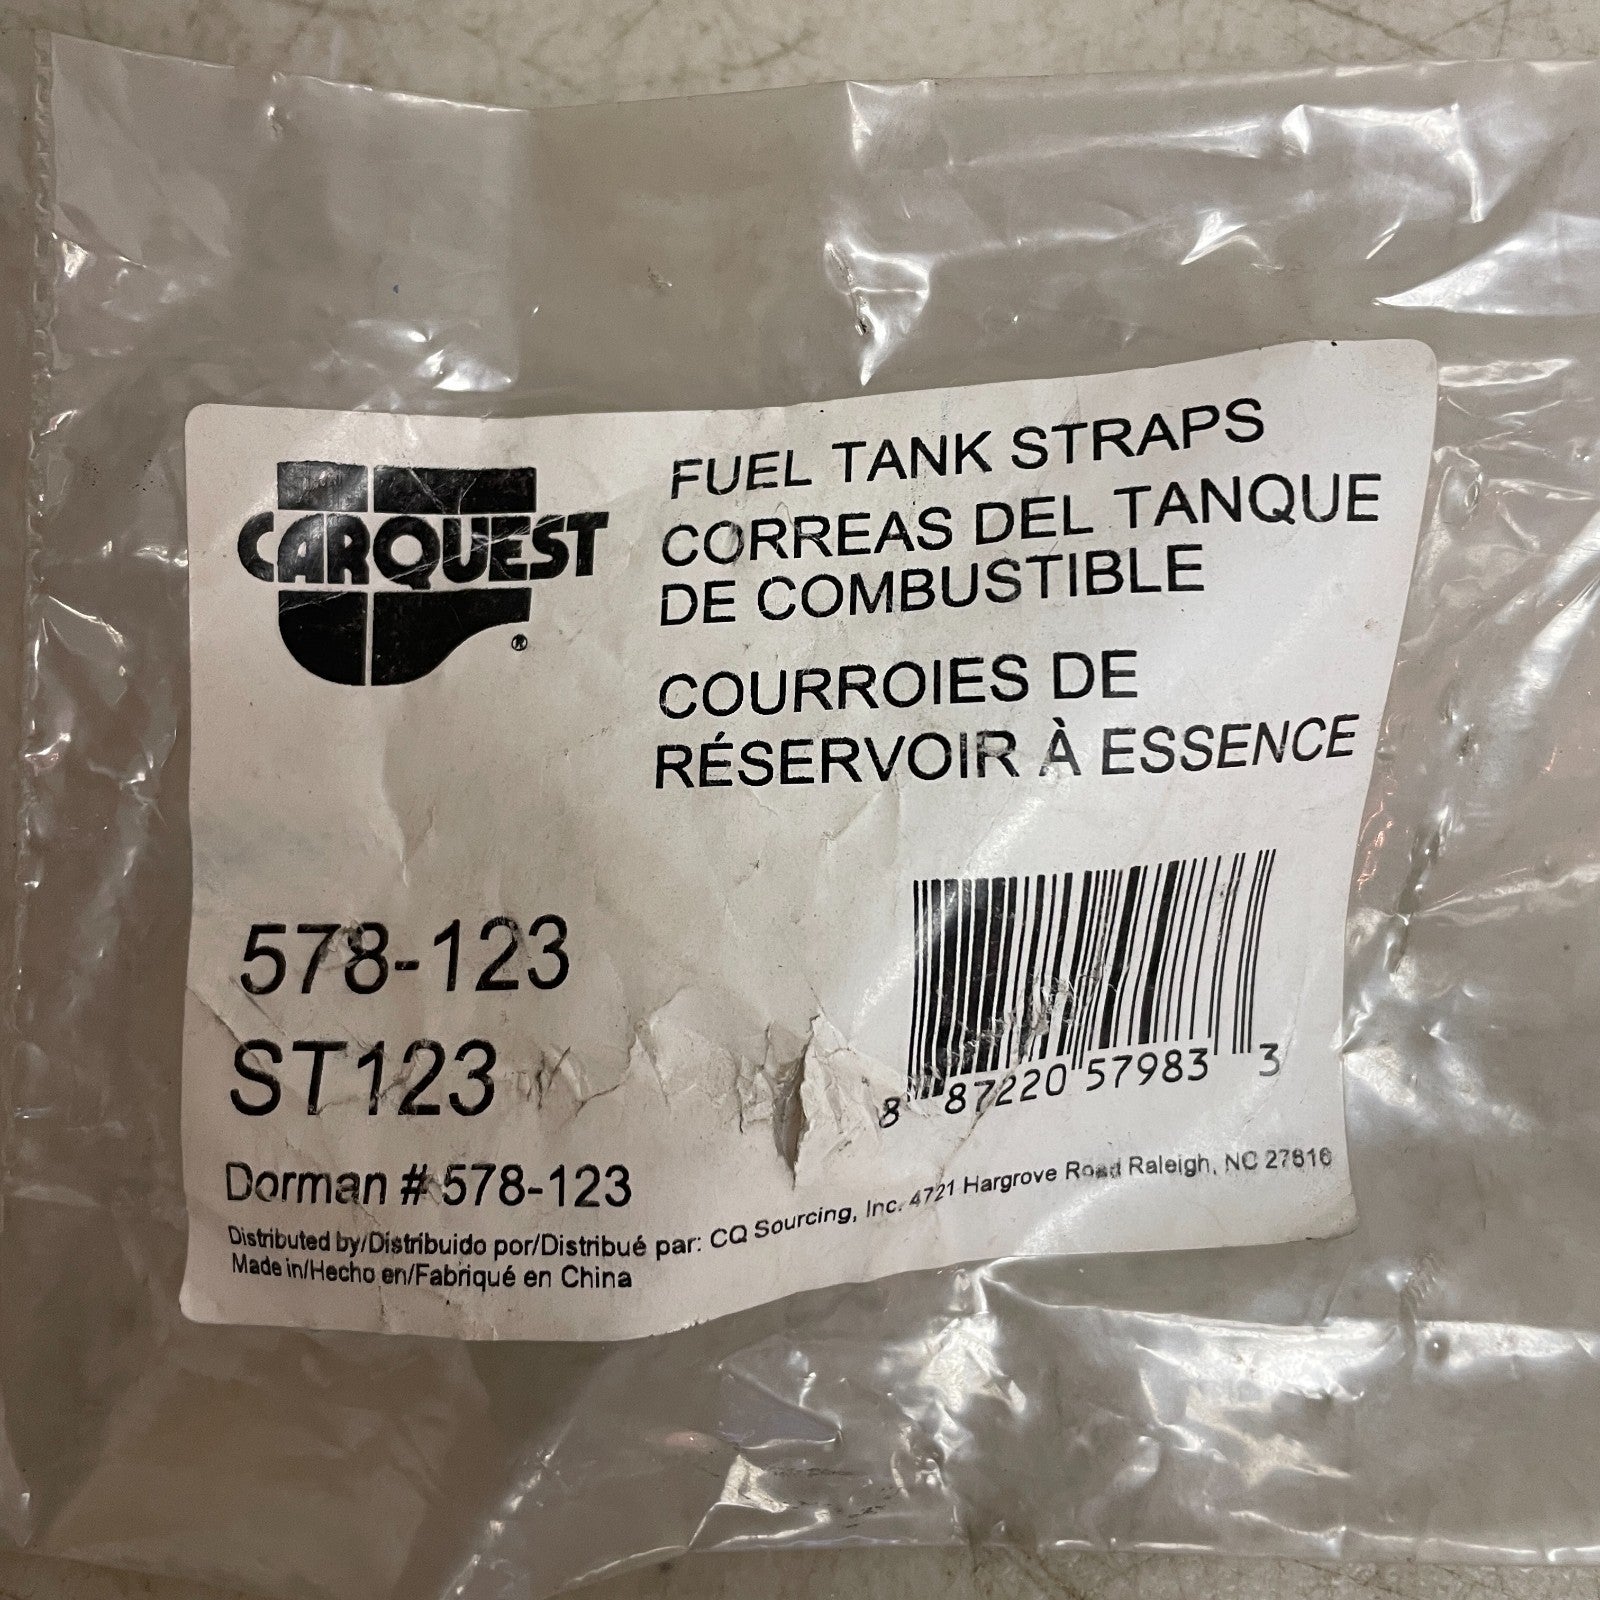 CARQUEST
®
FUEL TANK STRAPS
CORREAS DEL TANQUE
DE COMBUSTIBLE
COURROIES DE
RÉSERVOIR À ESSENCE
578-123
ST123
8 87220 57983 3
Dorman # 578-123
Distributed by/Distribuido por/Distribué par: CQ Sourcing, Inc. 4721 Hargrove Road Raleigh, NC 27616
Made in/Hecho en/Fabriqué en China